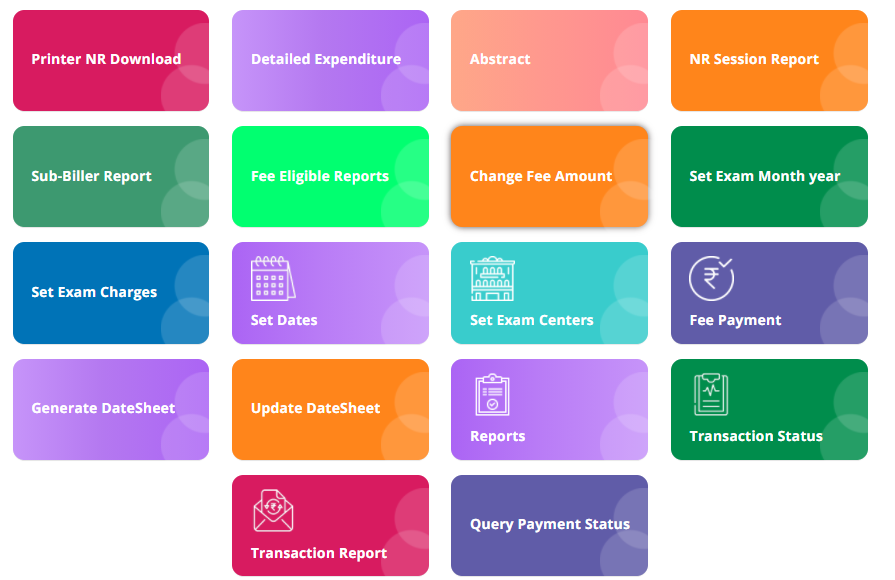 Printer NR Download
Detailed Expenditure
Abstract
NR Session Report
Sub-Biller Report
Fee Eligible Reports
Change Fee Amount
Set Exam Month year
Set Exam Charges
Set Dates
Set Exam Centers
Fee Payment
Generate DateSheet
Update DateSheet
Reports
Transaction Status
Transaction Report
Query Payment Status